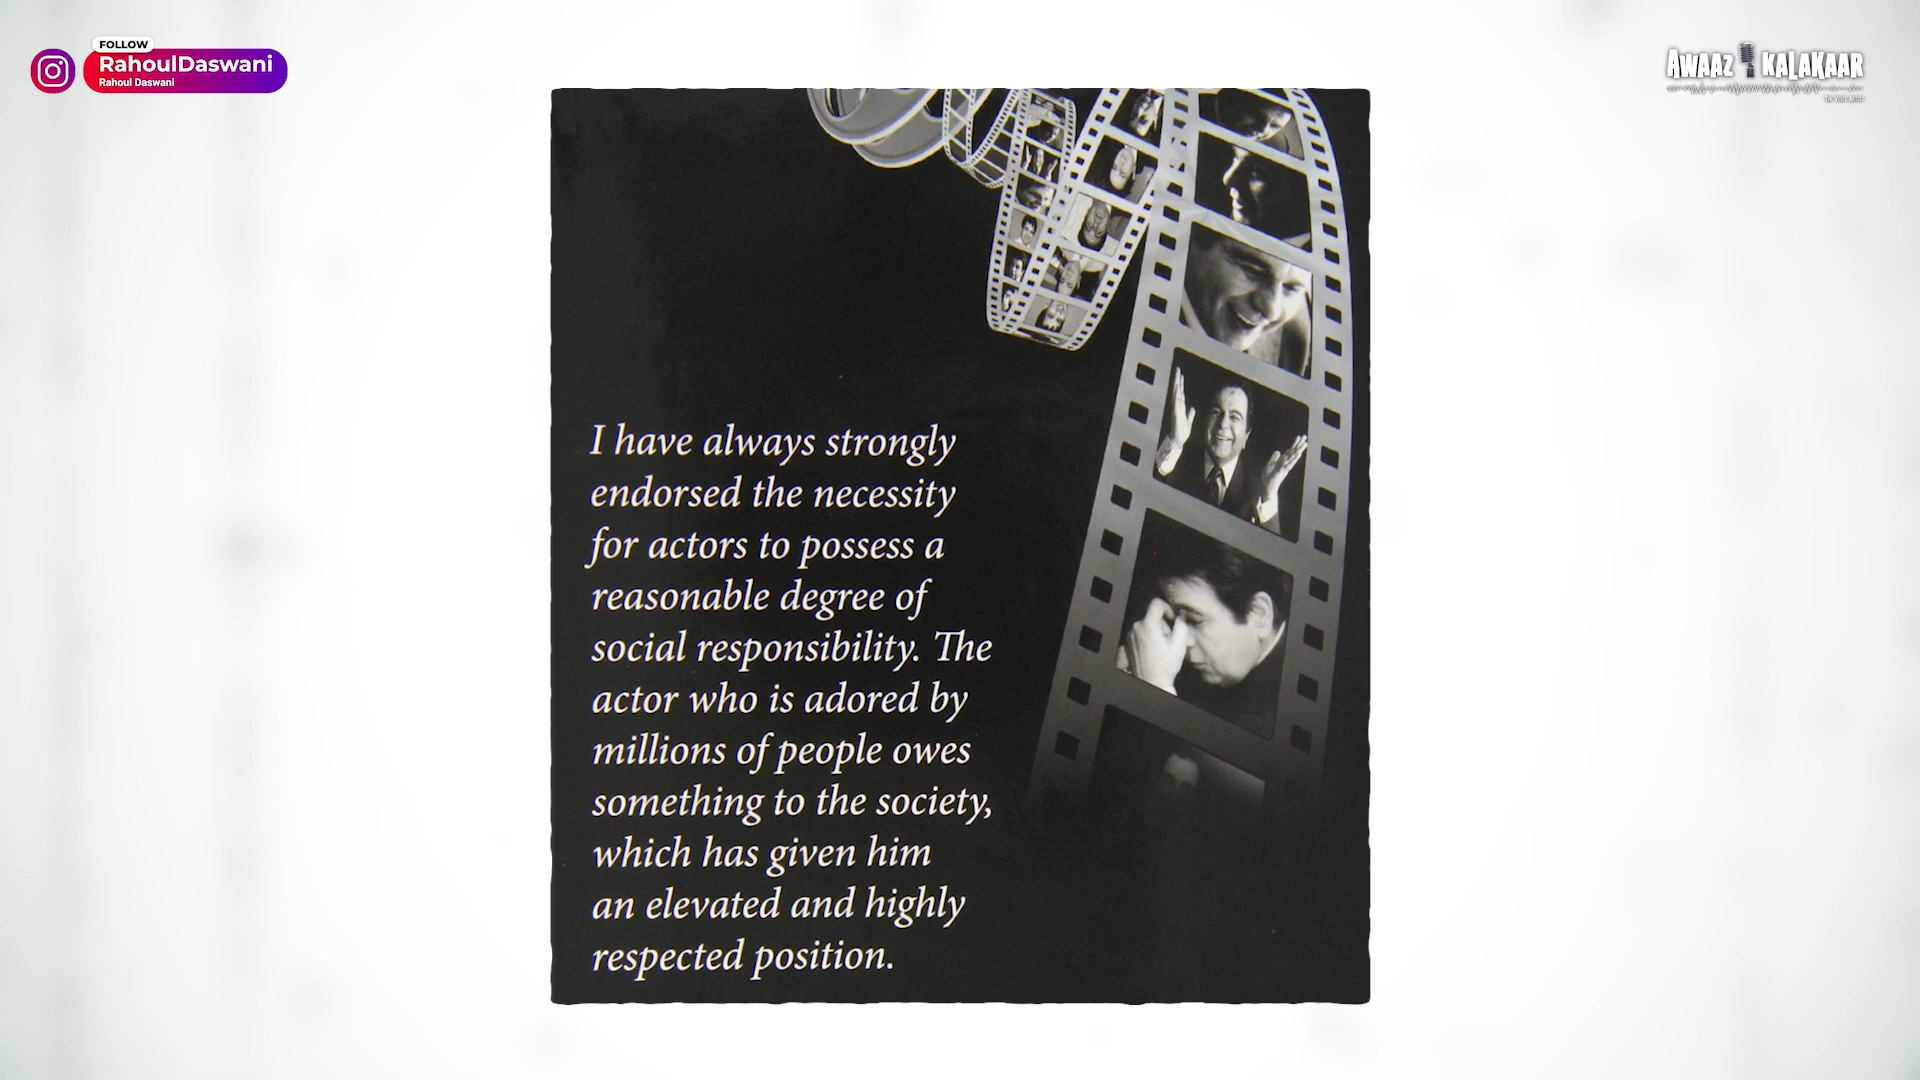 FOLLOW
RahoulDaswani
Rahoul Daswani
AWAAZ KALAKAAR
I have always strongly
endorsed the necessity
for actors to possess a
reasonable degree of
social responsibility. The
actor who is adored by
millions of people owes
something to the society,
which has given him
an elevated and highly
respected position.